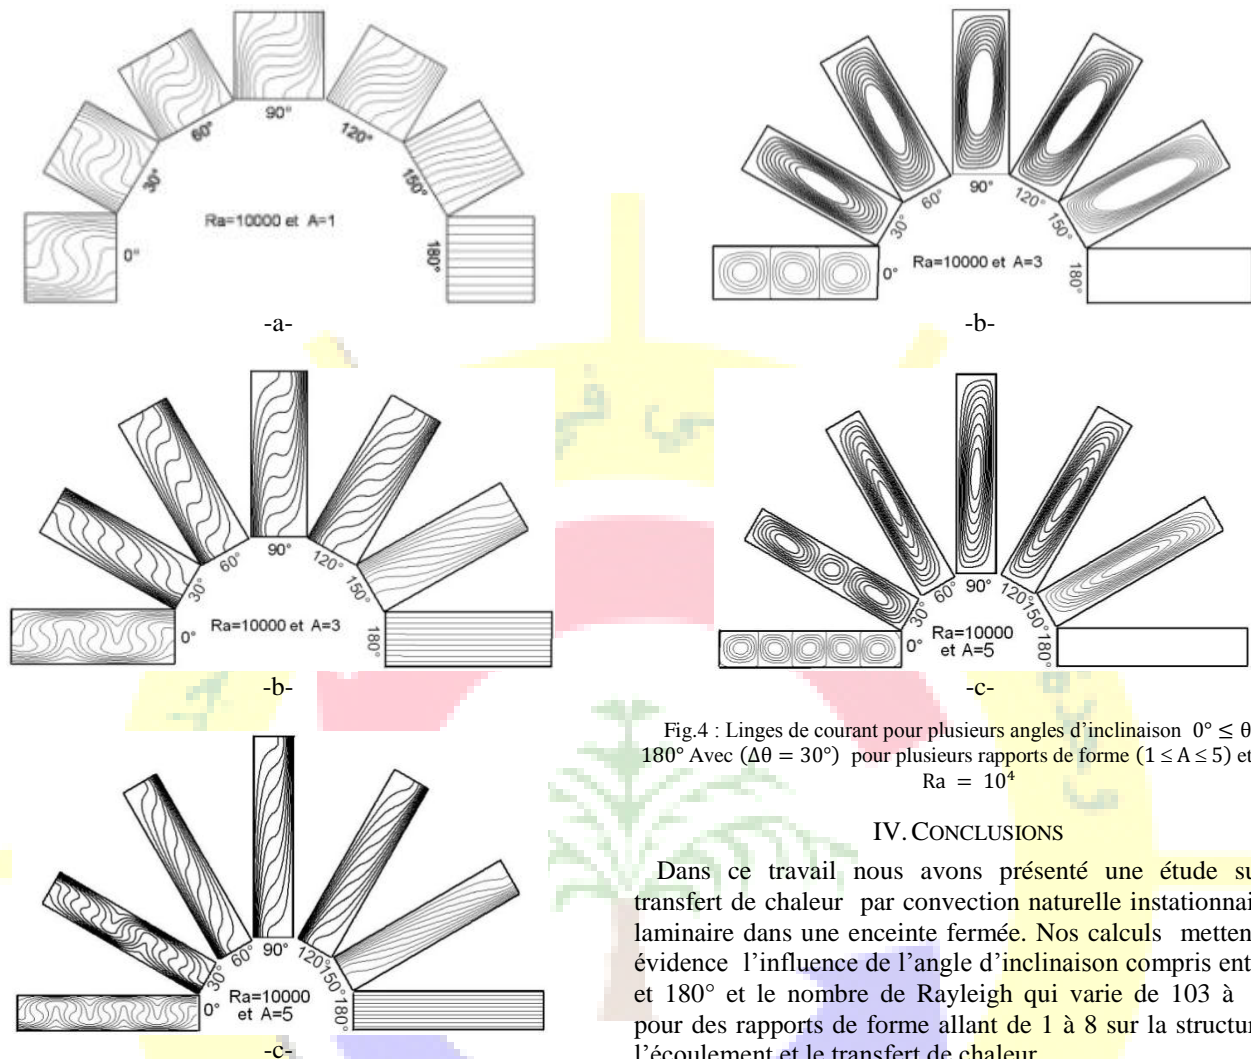 0°
30°
60°
90°
120°
150°
180°
Ra=10000 et A=1
-a-
0°
30°
60°
90°
120°
150°
180°
Ra=10000 et A=3
-b-
0°
30°
60°
90°
120°
150°
180°
Ra=10000
et A=5
-c-
0°
30°
60°
90°
120°
150°
180°
Ra=10000 et A=3
-b-
0°
30°
60°
90°
120°
150°
180°
Ra=10000
et A=5
-c-
Fig.4 : Linges de courant pour plusieurs angles d’inclinaison 0° ≤ θ
180° Avec (Δθ = 30°) pour plusieurs rapports de forme (1 ≤ A ≤ 5) et
Ra = 10⁴
IV. CONCLUSIONS
Dans ce travail nous avons présenté une étude su
transfert de chaleur par convection naturelle instationnai
laminaire dans une enceinte fermée. Nos calculs metten
évidence l’influence de l’angle d’inclinaison compris ent
et 180° et le nombre de Rayleigh qui varie de 103 à
pour des rapports de forme allant de 1 à 8 sur la structur
l’écoulement et le transfert de chaleur